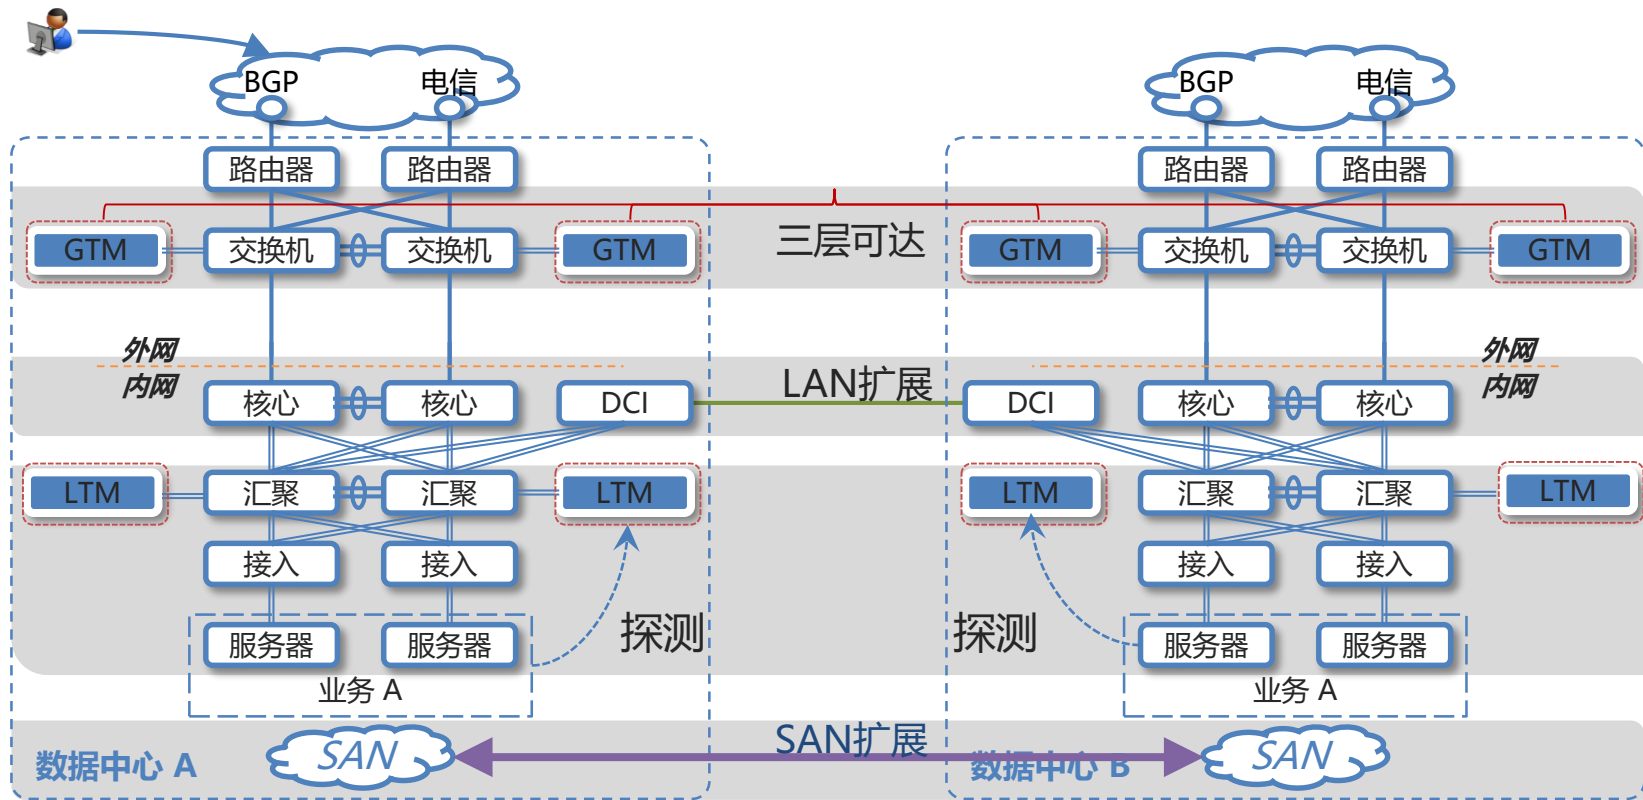 BGP 电信 BGP 电信
路由器 路由器 路由器 路由器
GTM 交换机 交换机 GTM 三层可达 GTM 交换机 交换机 GTM
外网 外网
内网 内网
核心 核心 DCI LAN扩展 DCI 核心 核心
LTM 汇聚 汇聚 LTM LTM 汇聚 汇聚 LTM
接入 接入 接入 接入
服务器 服务器 探测 探测 服务器 服务器
业务 A 业务 A
数据中心 A SAN SAN扩展 数据中心 B SAN